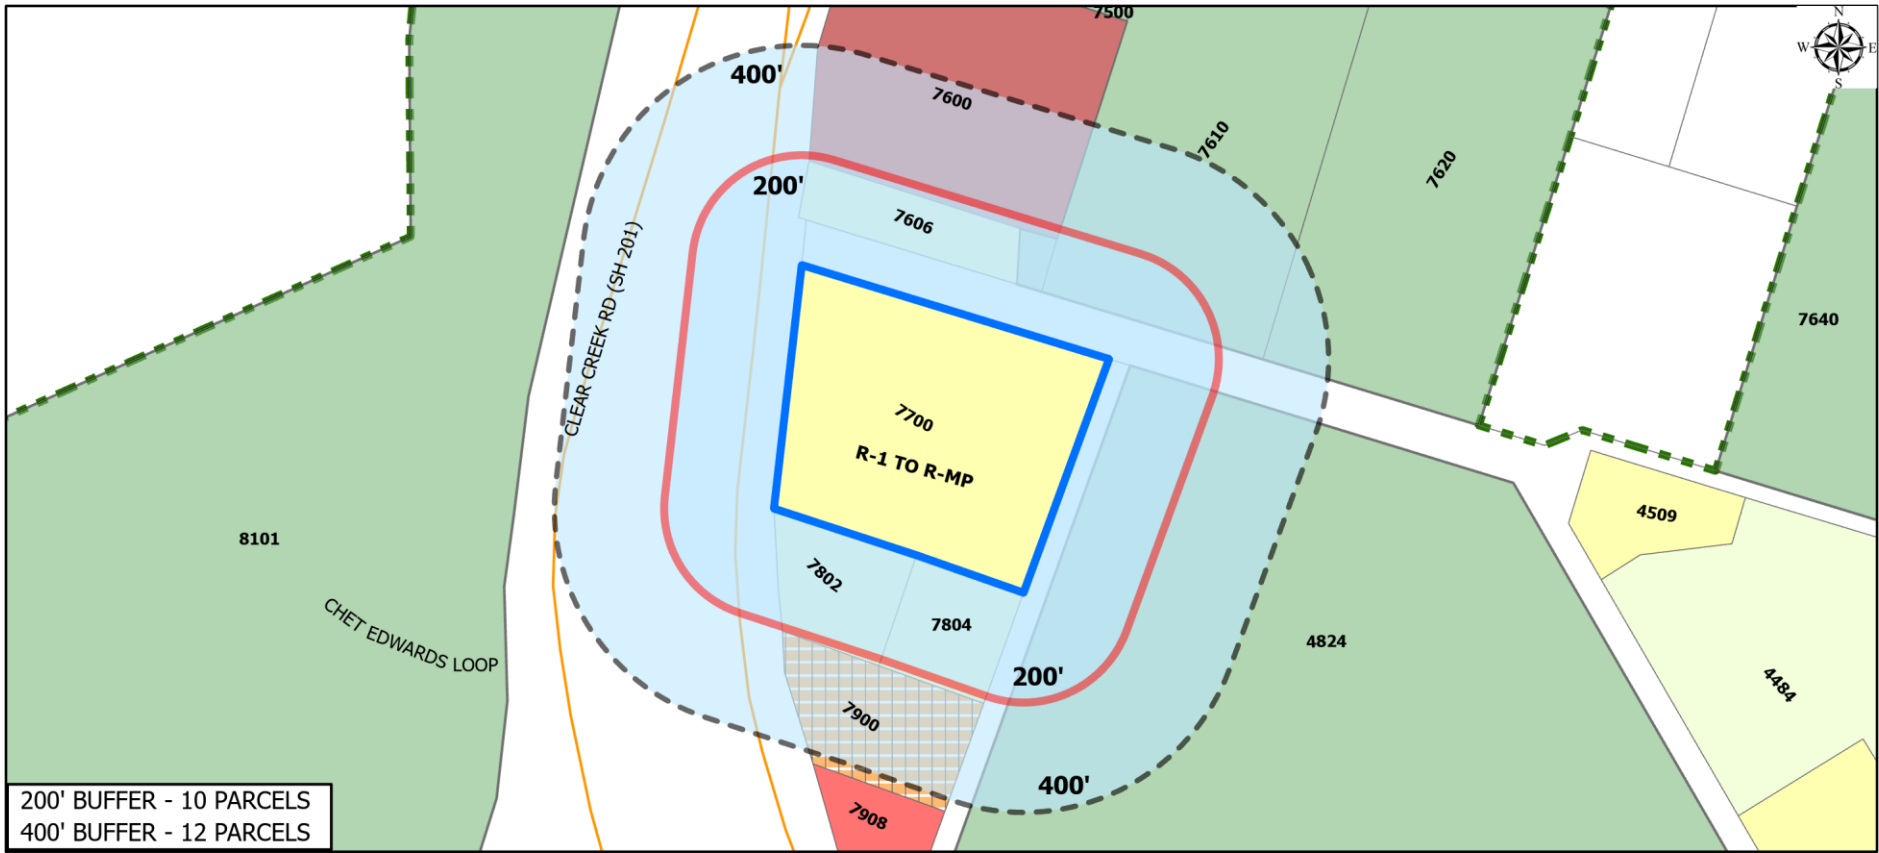 7500
N
W E
S
400'
7600
7610
7620
200'
7606
CLEAR CREEK RD (SH 201)
7640
7700
R-1 TO R-MP
4509
8101
7802
CHET EDWARDS LOOP
7804
4824
200'
4484
7900
400'
7908
200' BUFFER - 10 PARCELS
400' BUFFER - 12 PARCELS